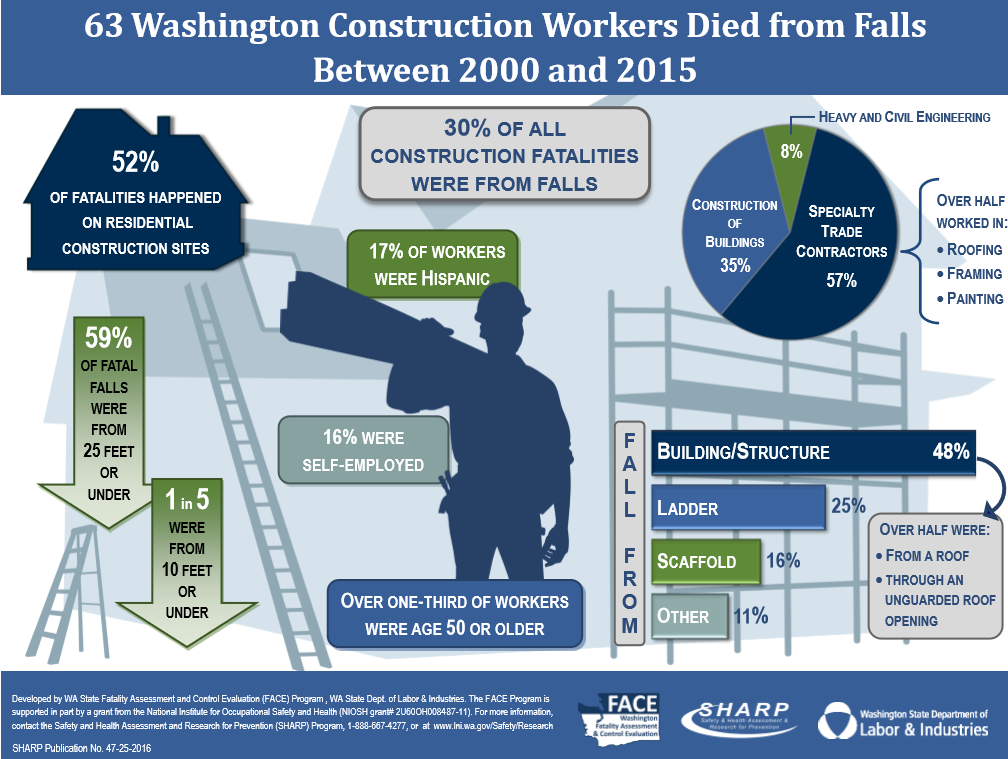 63 Washington Construction Workers Died from Falls
Between 2000 and 2015
52%
OF FATALITIES HAPPENED
ON RESIDENTIAL
CONSTRUCTION SITES
30% OF ALL
CONSTRUCTION FATALITIES
WERE FROM FALLS
HEAVY AND CIVIL ENGINEERING
8%
CONSTRUCTION
OF
BUILDINGS
35%
SPECIALTY
TRADE
CONTRACTORS
57%
OVER HALF
WORKED IN:
• ROOFING
• FRAMING
• PAINTING
17% OF WORKERS
WERE HISPANIC
59%
OF FATAL
FALLS
WERE
FROM
25 FEET
OR
UNDER
1 in 5
WERE
FROM
10 FEET
OR
UNDER
16% WERE
SELF-EMPLOYED
OVER ONE-THIRD OF WORKERS
WERE AGE 50 OR OLDER
FALL FROM
BUILDING/STRUCTURE 48%
LADDER 25%
SCAFFOLD 16%
OTHER 11%
OVER HALF WERE:
• FROM A ROOF
• THROUGH AN
UNGUARDED ROOF
OPENING
Developed by WA State Fatality Assessment and Control Evaluation (FACE) Program , WA State Dept. of Labor & Industries. The FACE Program is
supported in part by a grant from the National Institute for Occupational Safety and Health (NIOSH grant# 2U60OH008487-11). For more information,
contact the Safety and Health Assessment and Research for Prevention (SHARP) Program, 1-888-667-4277, or at www.lni.wa.gov/Safety/Research
SHARP Publication No. 47-25-2016
FACE
Washington
Fatality Assessment
& Control Evaluation
SHARP
Safety & Health Assessment &
Research for Prevention
Washington State Department of
Labor & Industries